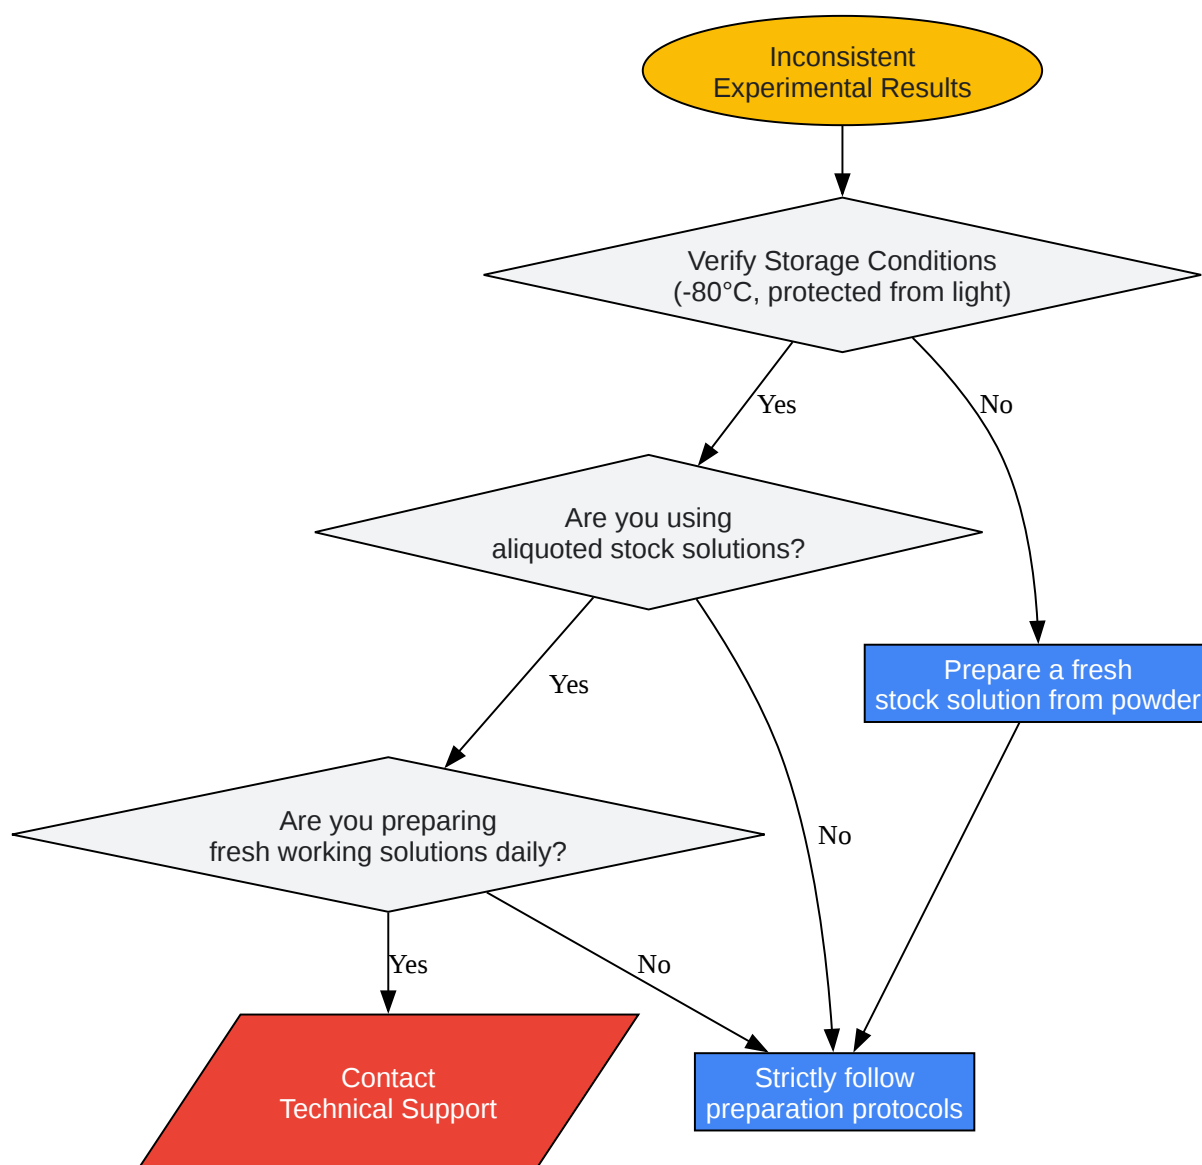 Inconsistent
Experimental Results
Verify Storage Conditions
(-80°C, protected from light)
Yes
No
Are you using
aliquoted stock solutions?
Yes
Prepare a fresh
stock solution from powder
Are you preparing
fresh working solutions daily?
No
Yes
No
Contact
Technical Support
Strictly follow
preparation protocols